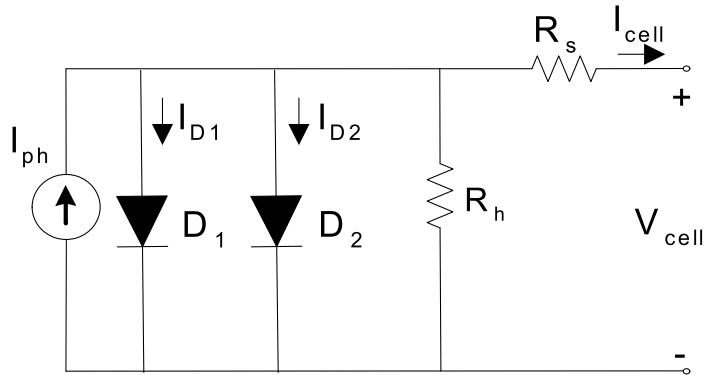 R s
I cell
+
I D1
I D2
I ph
D 1
D 2
R h
V cell
-